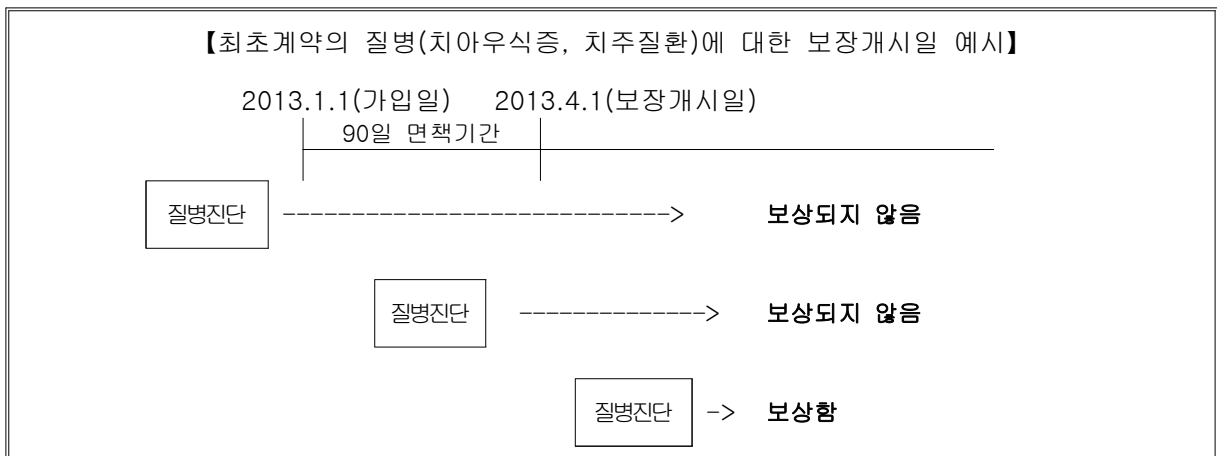 【최초계약의 질병(치아우식증, 치주질환)에 대한 보장개시일 예시】
2013.1.1(가입일) 2013.4.1(보장개시일)
90일 면책기간
질병진단 ----------------------------> 보상되지 않음
질병진단 --------------> 보상되지 않음
질병진단 -> 보상함